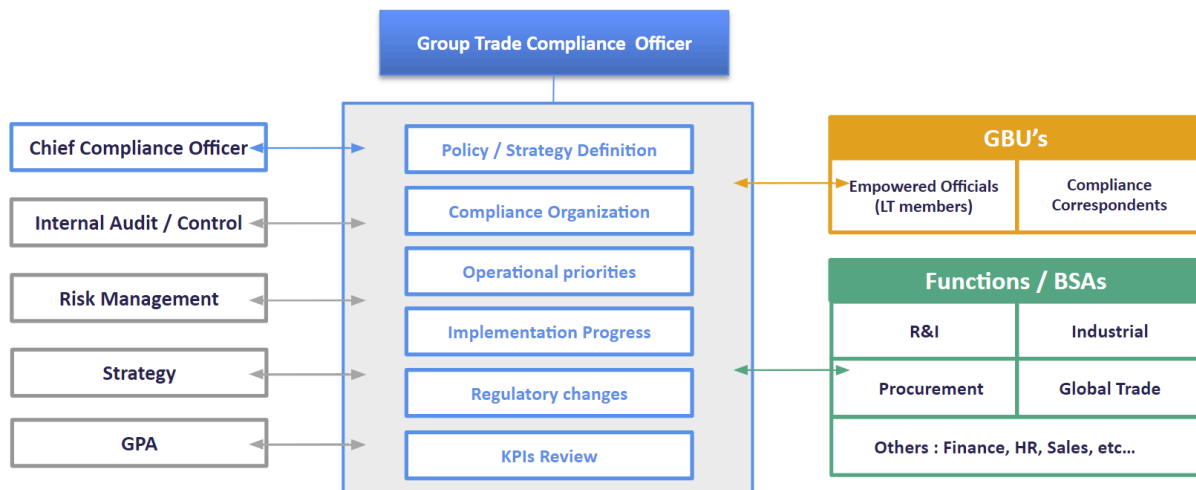 Group Trade Compliance Officer
Chief Compliance Officer
Internal Audit / Control
Risk Management
Strategy
GPA
Policy / Strategy Definition
Compliance Organization
Operational priorities
Implementation Progress
Regulatory changes
KPIs Review
GBU's
Empowered Officials
(LT members)
Compliance
Correspondents
Functions / BSAs
R&I
Industrial
Procurement
Global Trade
Others : Finance, HR, Sales, etc...